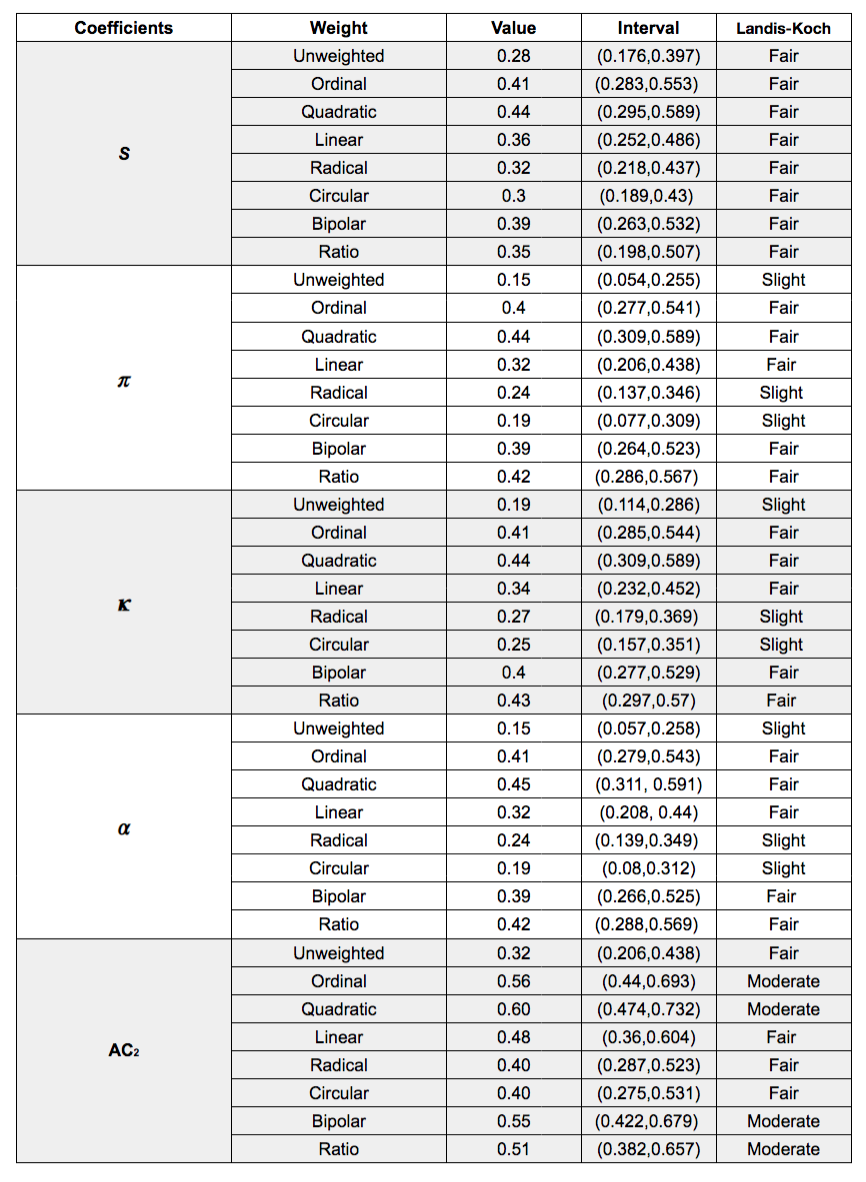 Coefficients Weight Value Interval Landis-Koch
S
Unweighted 0.28 (0.176,0.397) Fair
Ordinal 0.41 (0.283,0.553) Fair
Quadratic 0.44 (0.295,0.589) Fair
Linear 0.36 (0.252,0.486) Fair
Radical 0.32 (0.218,0.437) Fair
Circular 0.3 (0.189,0.43) Fair
Bipolar 0.39 (0.263,0.532) Fair
Ratio 0.35 (0.198,0.507) Fair
π
Unweighted 0.15 (0.054,0.255) Slight
Ordinal 0.4 (0.277,0.541) Fair
Quadratic 0.44 (0.309,0.589) Fair
Linear 0.32 (0.206,0.438) Fair
Radical 0.24 (0.137,0.346) Slight
Circular 0.19 (0.077,0.309) Slight
Bipolar 0.39 (0.264,0.523) Fair
Ratio 0.42 (0.286,0.567) Fair
κ
Unweighted 0.19 (0.114,0.286) Slight
Ordinal 0.41 (0.285,0.544) Fair
Quadratic 0.44 (0.309,0.589) Fair
Linear 0.34 (0.232,0.452) Fair
Radical 0.27 (0.179,0.369) Slight
Circular 0.25 (0.157,0.351) Slight
Bipolar 0.4 (0.277,0.529) Fair
Ratio 0.43 (0.297,0.57) Fair
α
Unweighted 0.15 (0.057,0.258) Slight
Ordinal 0.41 (0.279,0.543) Fair
Quadratic 0.45 (0.311, 0.591) Fair
Linear 0.32 (0.208, 0.44) Fair
Radical 0.24 (0.139,0.349) Slight
Circular 0.19 (0.08,0.312) Slight
Bipolar 0.39 (0.266,0.525) Fair
Ratio 0.42 (0.288,0.569) Fair
AC₂
Unweighted 0.32 (0.206,0.438) Fair
Ordinal 0.56 (0.44,0.693) Moderate
Quadratic 0.60 (0.474,0.732) Moderate
Linear 0.48 (0.36,0.604) Fair
Radical 0.40 (0.287,0.523) Fair
Circular 0.40 (0.275,0.531) Fair
Bipolar 0.55 (0.422,0.679) Moderate
Ratio 0.51 (0.382,0.657) Moderate